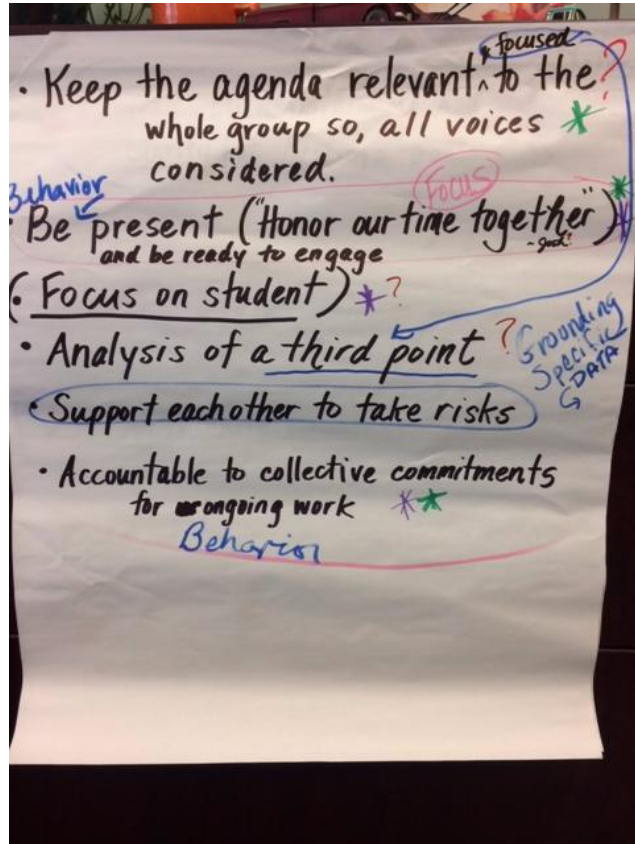 focused
• Keep the agenda relevant ^ to the ?
whole group so, all voices *
considered.
Behavior
Focus
• Be present ("Honor our time together") *
and be ready to engage
(• Focus on student) * ?
• Analysis of a third point ?
Grounding
Specific
DATA
• Support each other to take risks
• Accountable to collective commitments
for ongoing work * *
Behavior